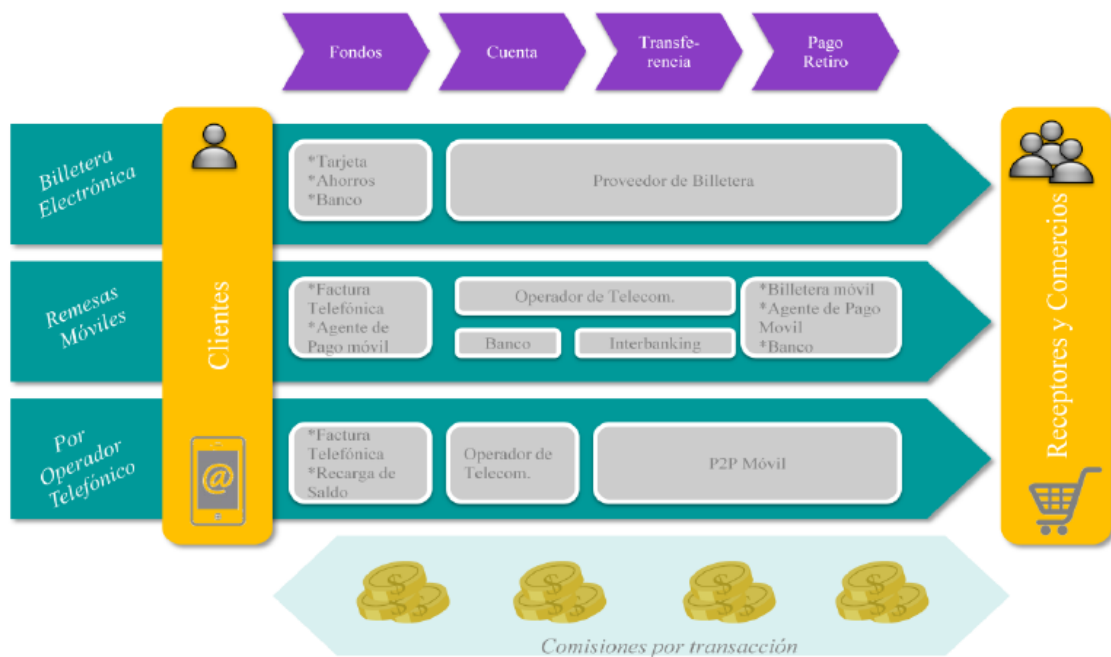 Fondos
Cuenta
Transfe-
rencia
Pago
Retiro
Billetera
Electrónica
*Tarjeta
*Ahorros
*Banco
Proveedor de Billetera
Remesas
Móviles
*Factura
Telefónica
*Agente de
Pago móvil
Operador de Telecom.
Banco
Interbanking
*Billetera móvil
*Agente de Pago
Movil
*Banco
Por
Operador
Telefónico
*Factura
Telefónica
*Recarga de
Saldo
Operador de
Telecom.
P2P Móvil
Clientes
@
Receptores y Comercios
Comisiones por transacción